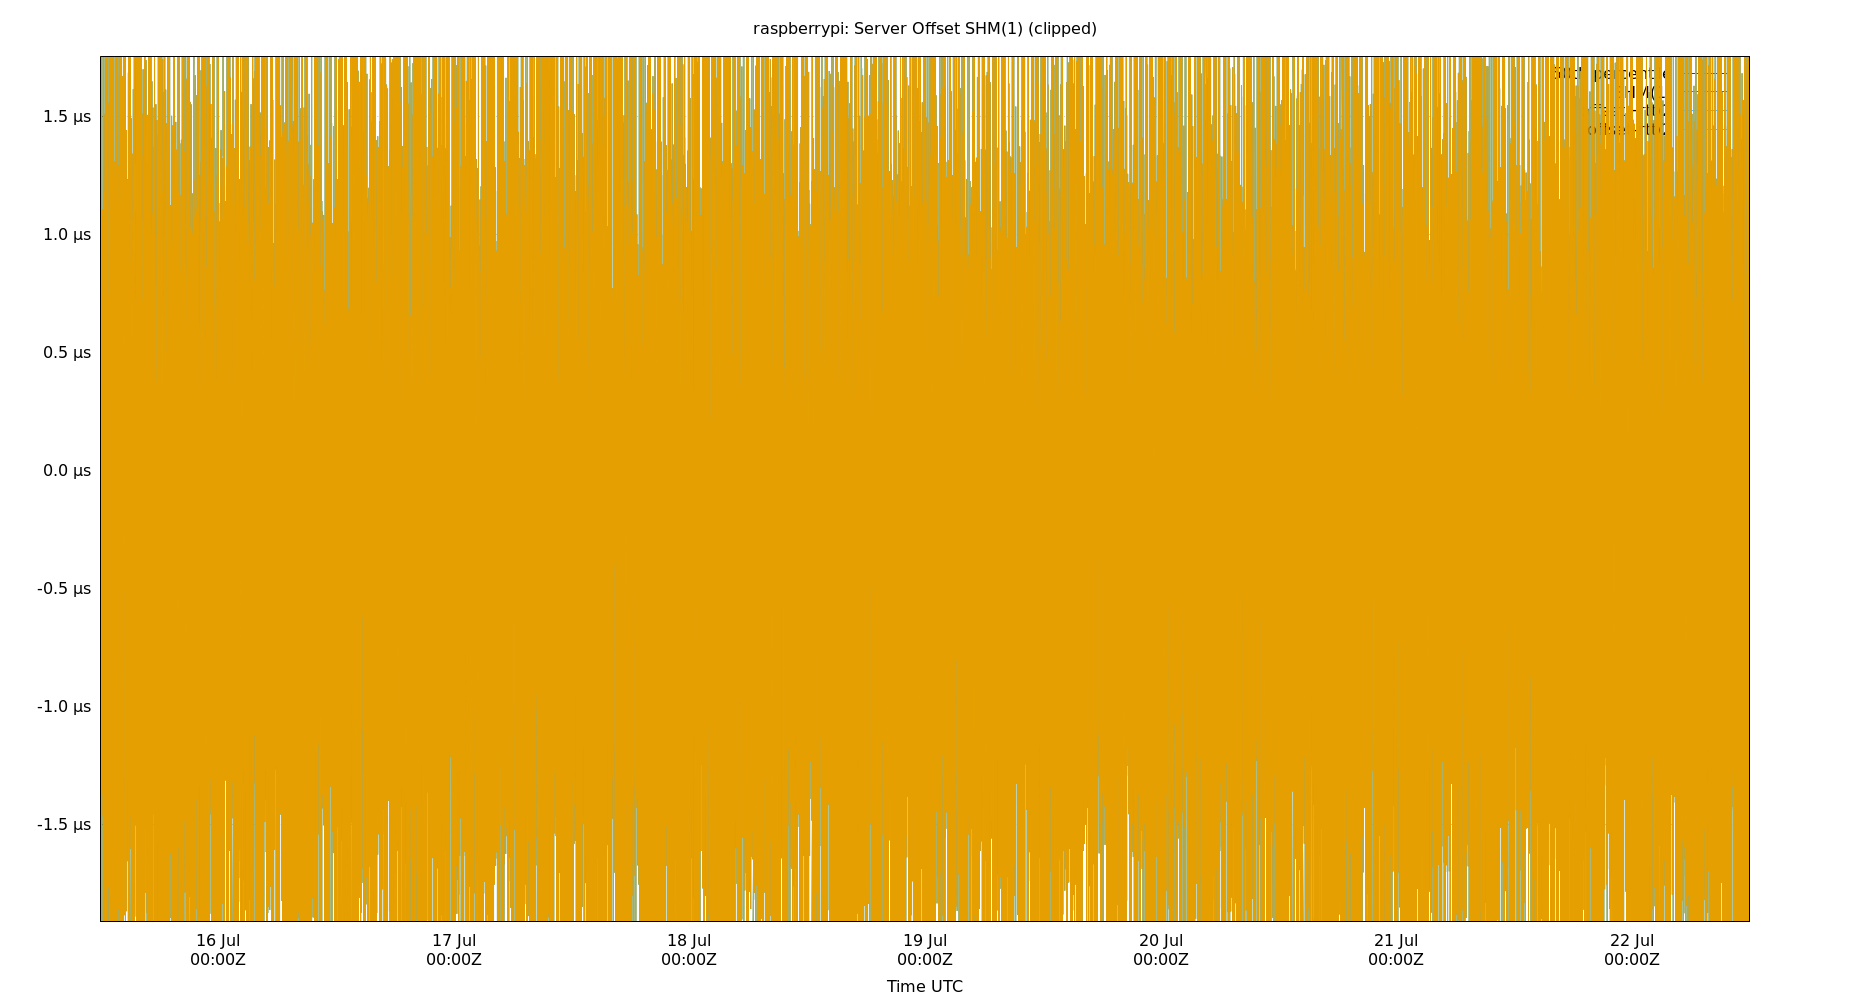 raspberrypi: Server Offset SHM(1) (clipped)
1.5 µs
1.0 µs
0.5 µs
0.0 µs
-0.5 µs
-1.0 µs
-1.5 µs
16 Jul
00:00Z
17 Jul
00:00Z
18 Jul
00:00Z
19 Jul
00:00Z
20 Jul
00:00Z
21 Jul
00:00Z
22 Jul
00:00Z
Time UTC